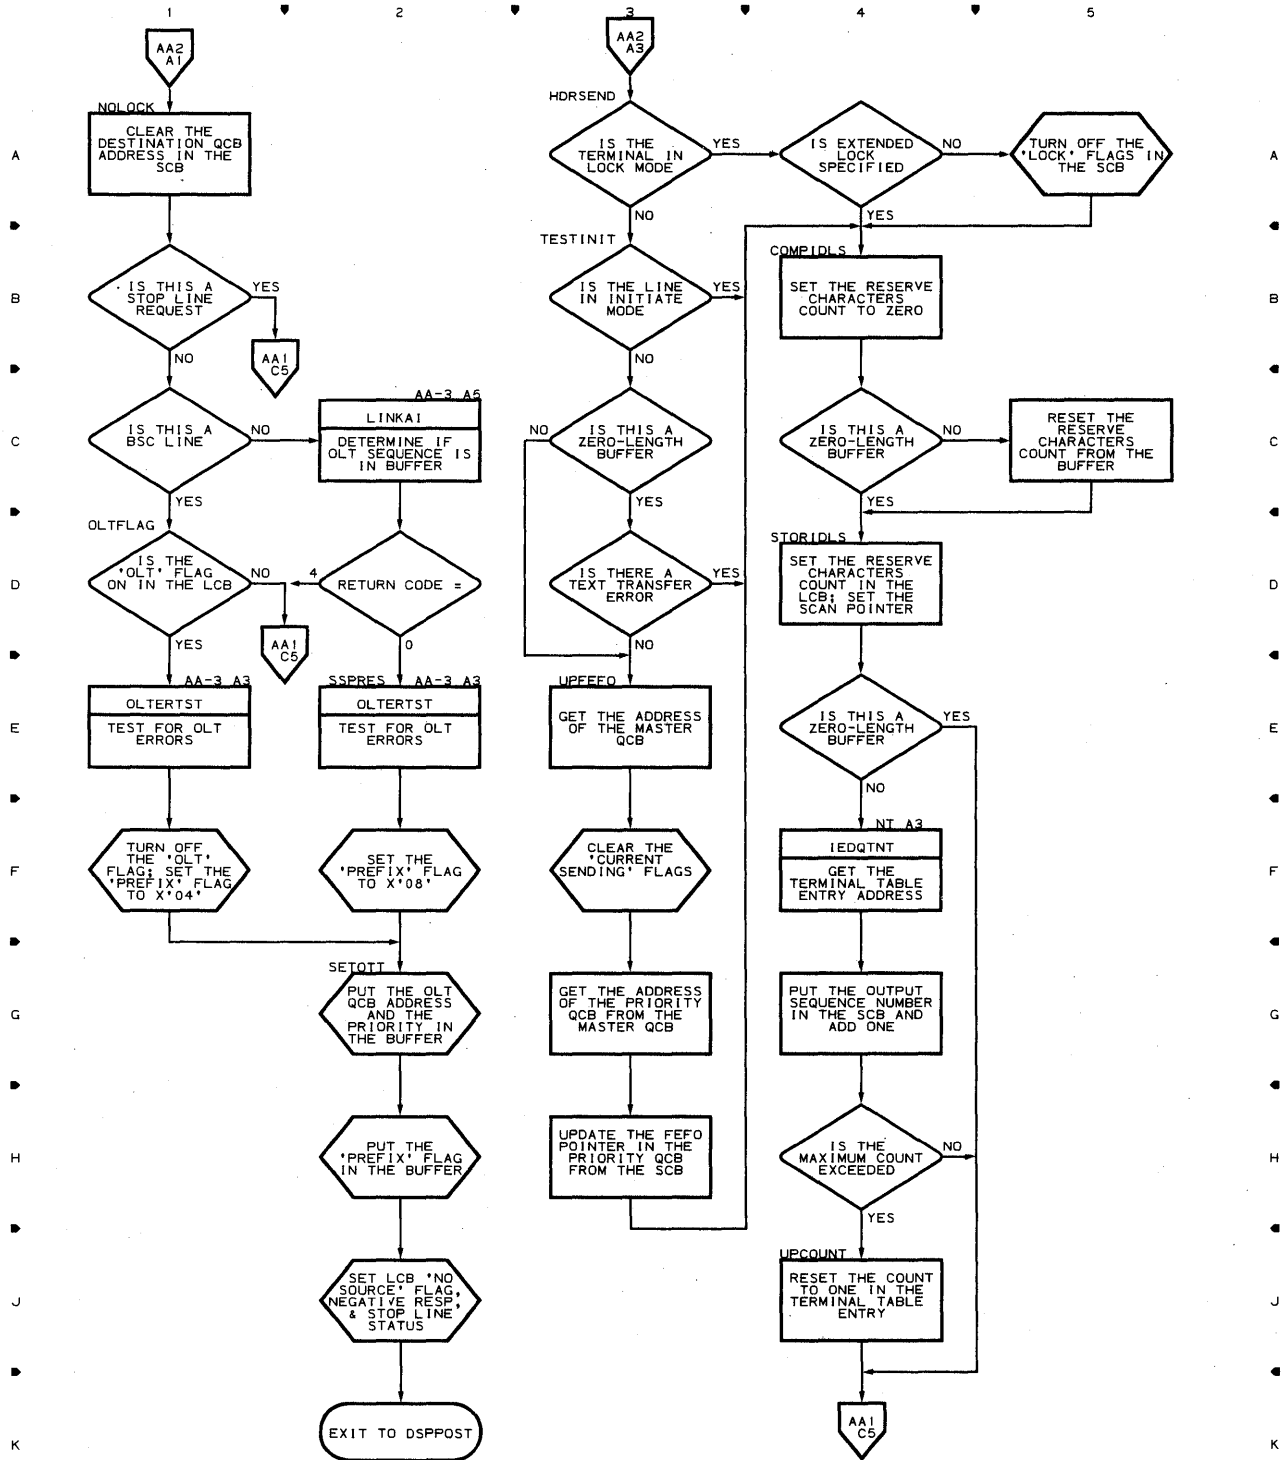 1 2 3 4 5
AA2
A1
NOLOCK
CLEAR THE
DESTINATION QCB
ADDRESS IN THE
SCB
IS THIS A
STOP LINE
REQUEST
YES
AA1
C5
NO
IS THIS A
BSC LINE
NO
YES
AA-3 A5
LINKAI
DETERMINE IF
OLT SEQUENCE IS
IN BUFFER
OLTFLAG
IS THE
'OLT' FLAG
ON IN THE LCB
NO
AA1
C5
YES
4
RETURN CODE =
0
AA-3 A3
OLTERTST
TEST FOR OLT
ERRORS
SSPRES AA-3 A3
OLTERTST
TEST FOR OLT
ERRORS
TURN OFF
THE 'OLT'
FLAG; SET THE
'PREFIX' FLAG
TO X'04'
SET THE
'PREFIX' FLAG
TO X'08'
SETOTT
PUT THE OLT
QCB ADDRESS
AND THE
PRIORITY IN
THE BUFFER
PUT THE
'PREFIX' FLAG
IN THE BUFFER
SET LCB 'NO
SOURCE' FLAG,
NEGATIVE RESP,
& STOP LINE
STATUS
EXIT TO DSPPOST
AA2
A3
HDRSEND
IS THE
TERMINAL IN
LOCK MODE
YES
NO
TESTINIT
IS THE LINE
IN INITIATE
MODE
YES
NO
IS THIS A
ZERO-LENGTH
BUFFER
NO
YES
IS THERE A
TEXT TRANSFER
ERROR
YES
NO
UPFEFO
GET THE ADDRESS
OF THE MASTER
QCB
CLEAR THE
'CURRENT
SENDING' FLAGS
GET THE ADDRESS
OF THE PRIORITY
QCB FROM THE
MASTER QCB
UPDATE THE FEFO
POINTER IN THE
PRIORITY QCB
FROM THE SCB
IS EXTENDED
LOCK
SPECIFIED
NO
YES
TURN OFF THE
'LOCK' FLAGS IN
THE SCB
COMPIDLS
SET THE RESERVE
CHARACTERS
COUNT TO ZERO
IS THIS A
ZERO-LENGTH
BUFFER
NO
YES
RESET THE
RESERVE
CHARACTERS
COUNT FROM THE
BUFFER
STORIDLS
SET THE RESERVE
CHARACTERS
COUNT IN THE
LCB; SET THE
SCAN POINTER
IS THIS A
ZERO-LENGTH
BUFFER
YES
NO
NT A3
IEDQTNT
GET THE
TERMINAL TABLE
ENTRY ADDRESS
PUT THE OUTPUT
SEQUENCE NUMBER
IN THE SCB AND
ADD ONE
IS THE
MAXIMUM COUNT
EXCEEDED
NO
YES
UPCOUNT
RESET THE COUNT
TO ONE IN THE
TERMINAL TABLE
ENTRY
AA1
C5
A A
B B
C C
D D
E E
F F
G G
H H
J J
K K